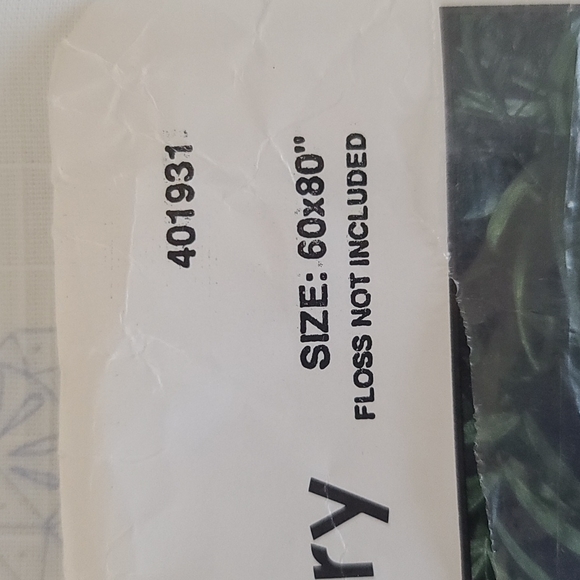 401931
SIZE: 60x80"
FLOSS NOT INCLUDED
ry